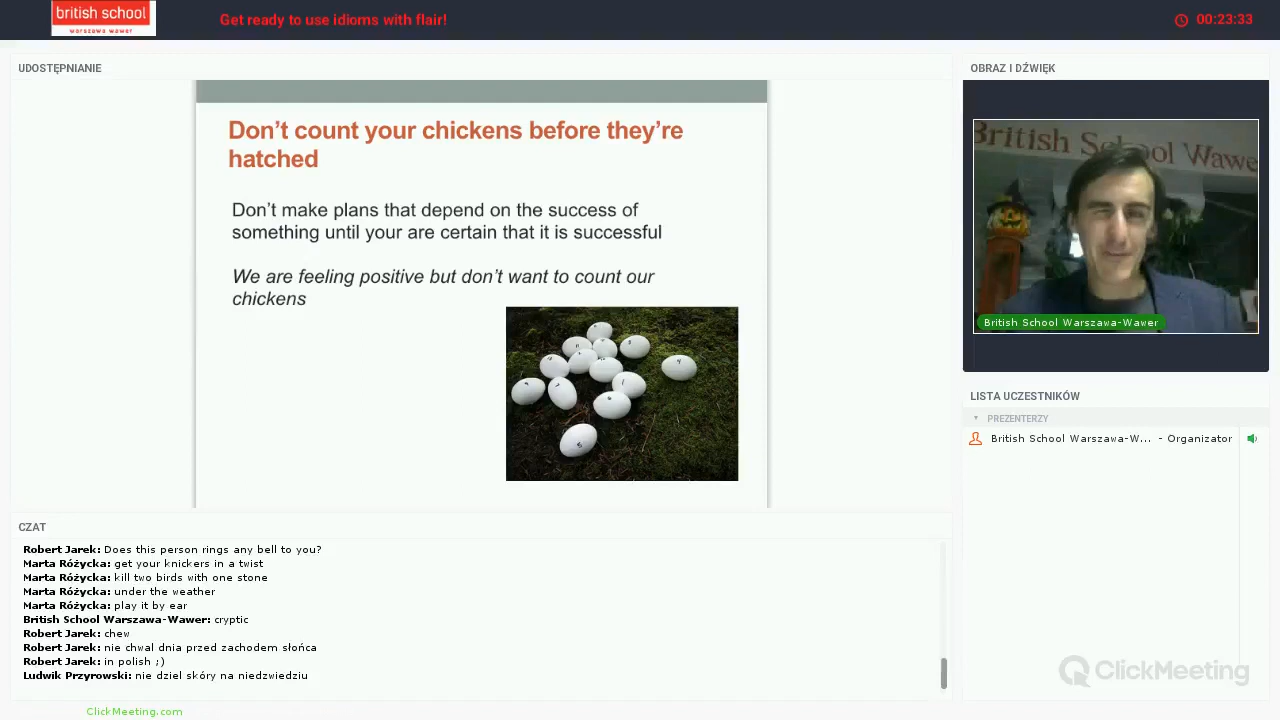 british school
warszawa wawer
Get ready to use idioms with flair!
00:23:33
UDOSTĘPNIANIE
Don't count your chickens before they're
hatched
Don't make plans that depend on the success of
something until your are certain that it is successful
We are feeling positive but don't want to count our
chickens
OBRAZ I DŹWIĘK
British School Wawe
British School Warszawa-Wawer
LISTA UCZESTNIKÓW
PREZENTERZY
British School Warszawa-W... - Organizator
CZAT
Robert Jarek: Does this person rings any bell to you?
Marta Różycka: get your knickers in a twist
Marta Różycka: kill two birds with one stone
Marta Różycka: under the weather
Marta Różycka: play it by ear
British School Warszawa-Wawer: cryptic
Robert Jarek: chew
Robert Jarek: nie chwal dnia przed zachodem słońca
Robert Jarek: in polish ;)
Ludwik Przyrowski: nie dziel skóry na niedzwiedziu
ClickMeeting
ClickMeeting.com